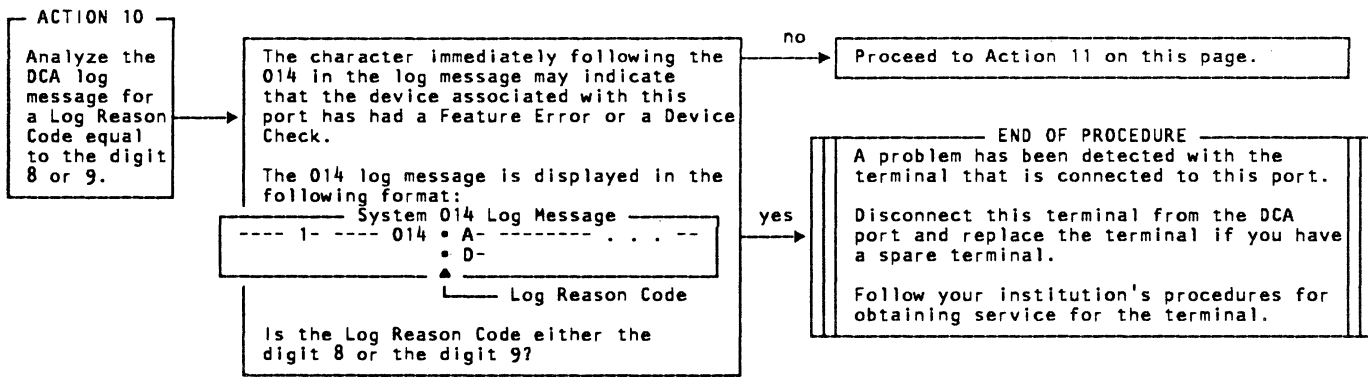 ACTION 10
Analyze the
DCA log
message for
a Log Reason
Code equal
to the digit
8 or 9.
The character immediately following the
014 in the log message may indicate
that the device associated with this
port has had a Feature Error or a Device
Check.
The 014 log message is displayed in the
following format:
System 014 Log Message
---- 1- ---- 014 * A- --------- . . . --
* D-
Log Reason Code
Is the Log Reason Code either the
digit 8 or the digit 9?
no
Proceed to Action 11 on this page.
yes
END OF PROCEDURE
A problem has been detected with the
terminal that is connected to this port.
Disconnect this terminal from the DCA
port and replace the terminal if you have
a spare terminal.
Follow your institution's procedures for
obtaining service for the terminal.